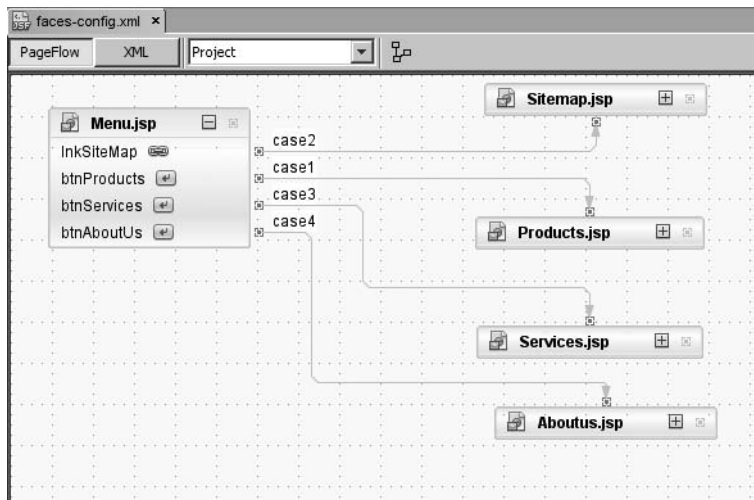 JSF faces-config.xml ×
PageFlow XML Project
Menu.jsp
lnkSiteMap
btnProducts
btnServices
btnAboutUs
case2
case1
case3
case4
Sitemap.jsp
Products.jsp
Services.jsp
Aboutus.jsp